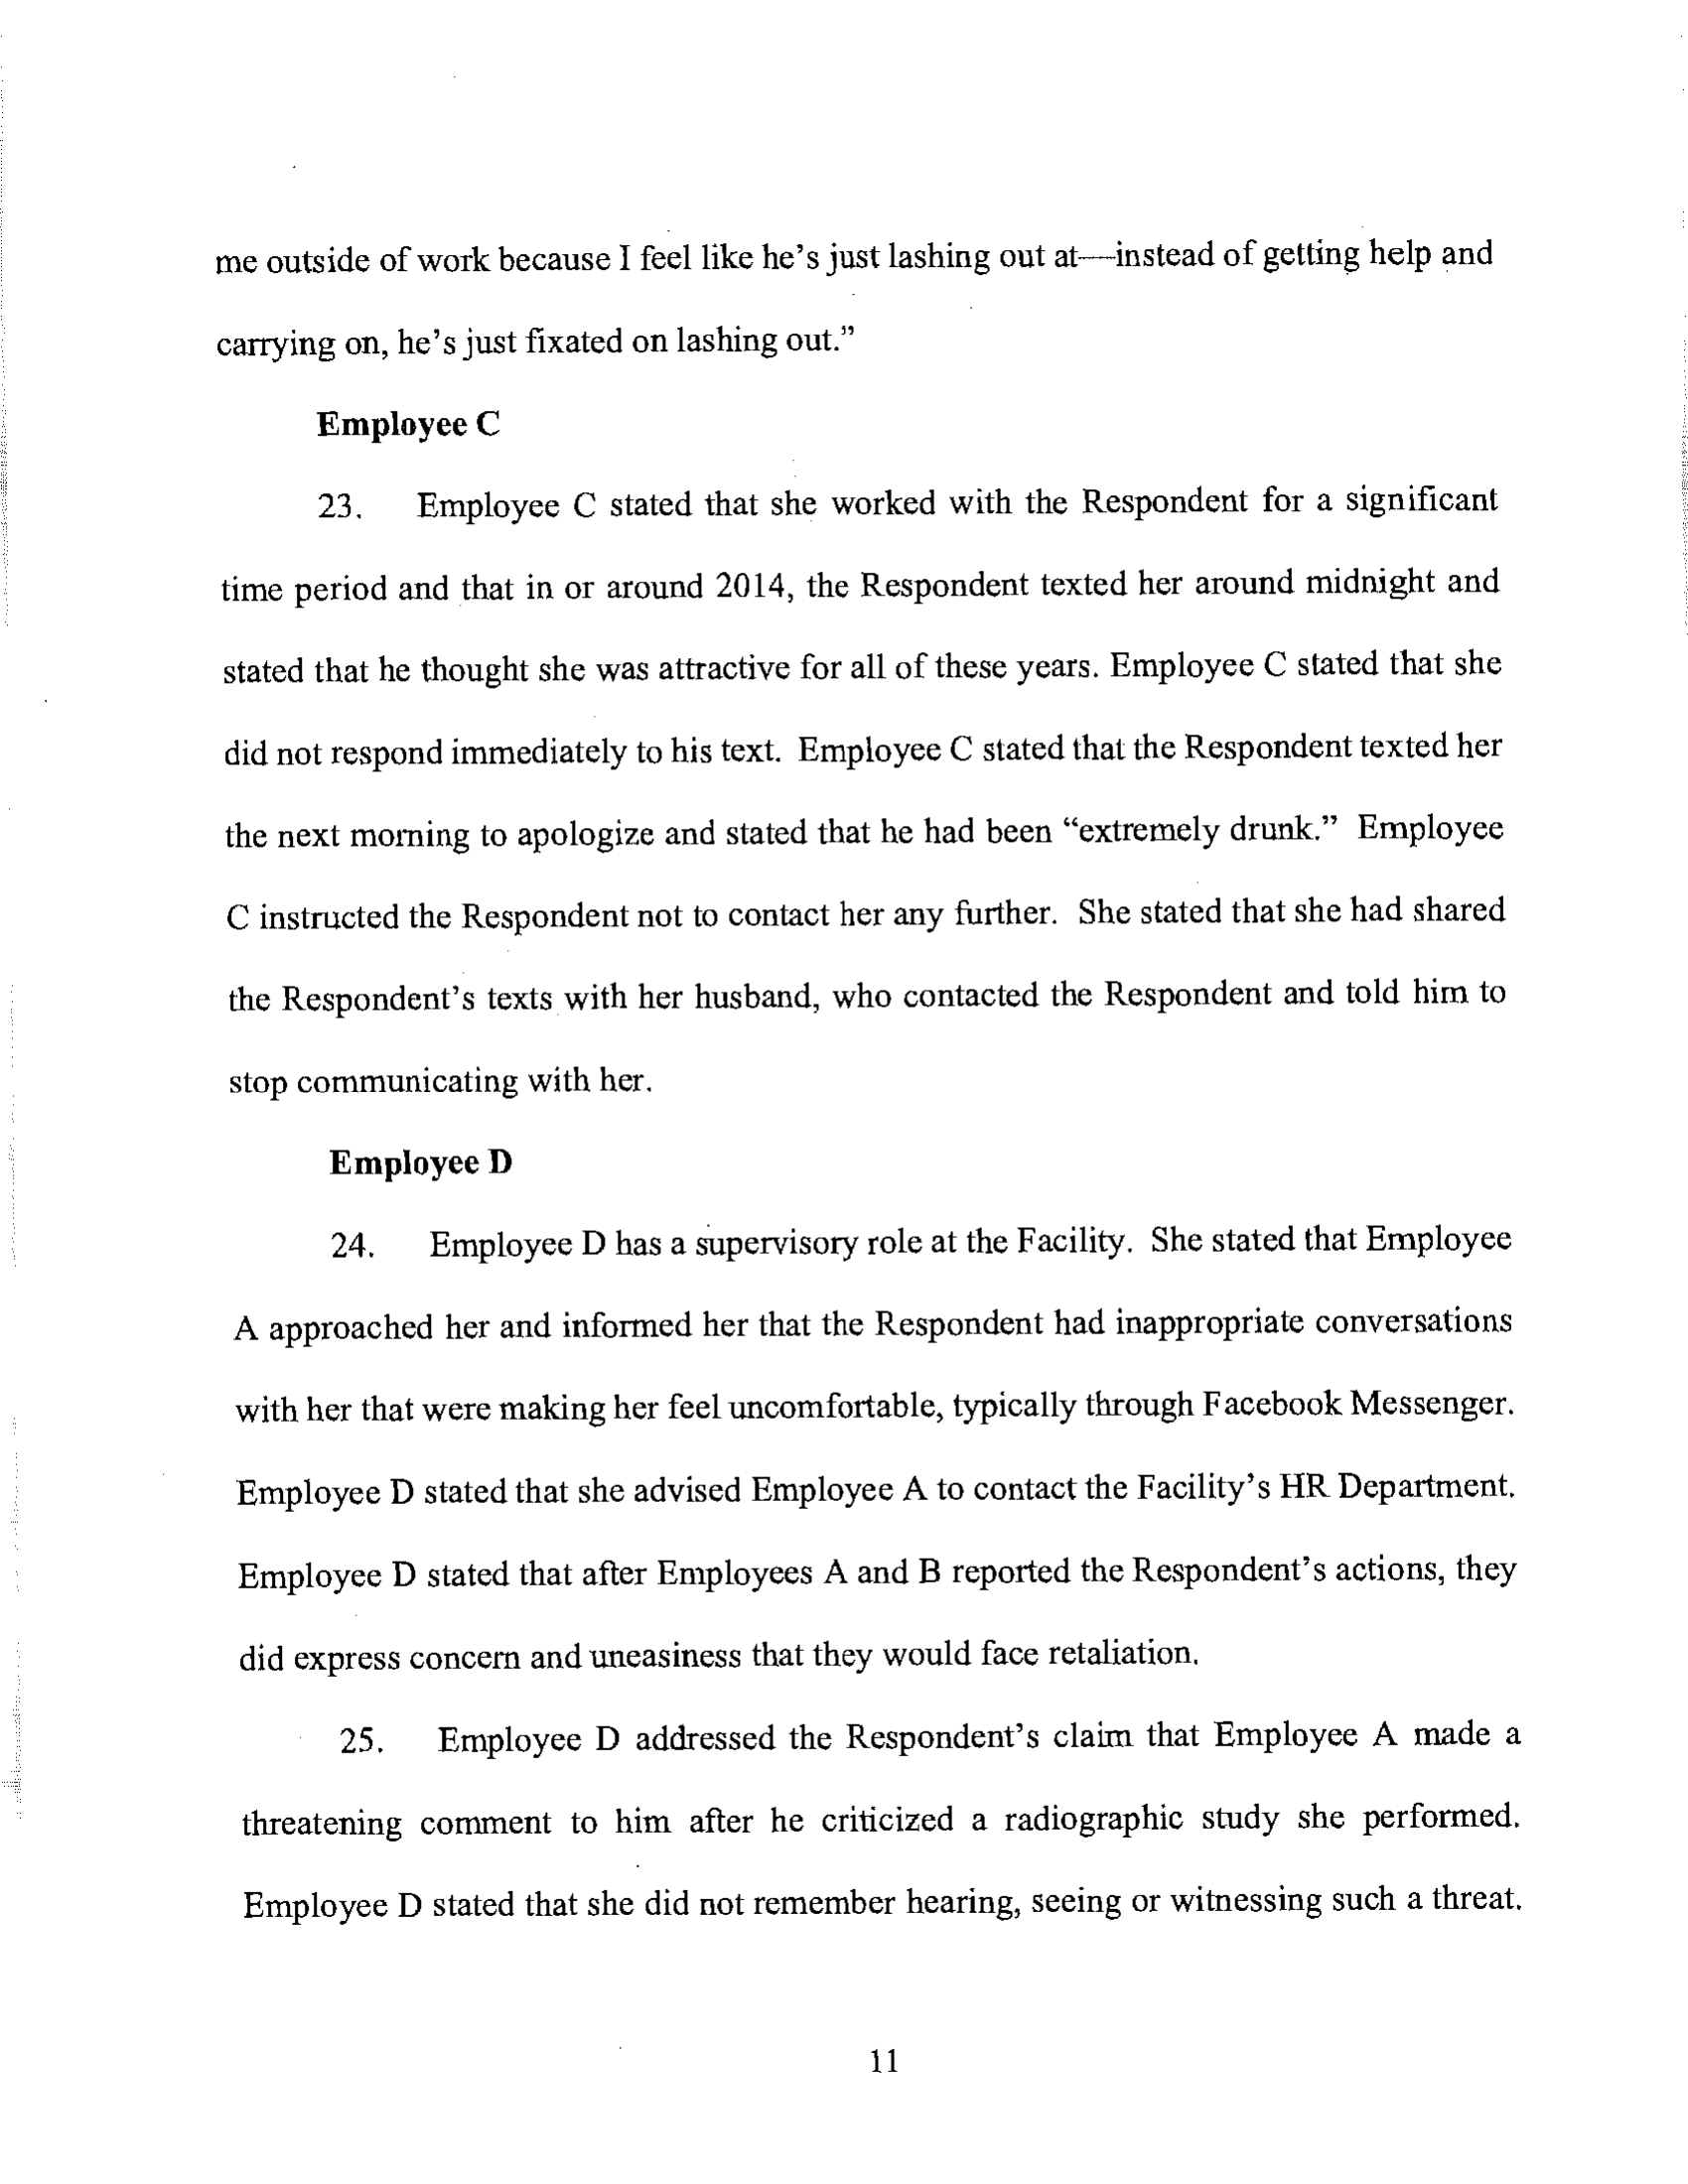 me outside of work because I feel like he’s just lashing out at—instead of getting help and
carrying on, he’s just fixated on lashing out.”
Employee C
23. Employee C stated that she worked with the Respondent for a significant
time period and that in or around 2014, the Respondent texted her around midnight and
stated that he thought she was attractive for all of these years. Employee C stated that she
did not respond immediately to his text. Employee C stated that the Respondent texted her
the next morning to apologize and stated that he had been “extremely drunk.” Employee
C instructed the Respondent not to contact her any further. She stated that she had shared
the Respondent’s texts with her husband, who contacted the Respondent and told him to
stop communicating with her.
Employee D
24. Employee D has a supervisory role at the Facility. She stated that Employee
A approached her and informed her that the Respondent had inappropriate conversations
with her that were making her feel uncomfortable, typically through Facebook Messenger.
Employee D stated that she advised Employee A to contact the Facility’s HR Department.
Employee D stated that after Employees A and B reported the Respondent’s actions, they
did express concern and uneasiness that they would face retaliation.
25. Employee D addressed the Respondent’s claim that Employee A made a
threatening comment to him after he criticized a radiographic study she performed.
Employee D stated that she did not remember hearing, seeing or witnessing such a threat.
11